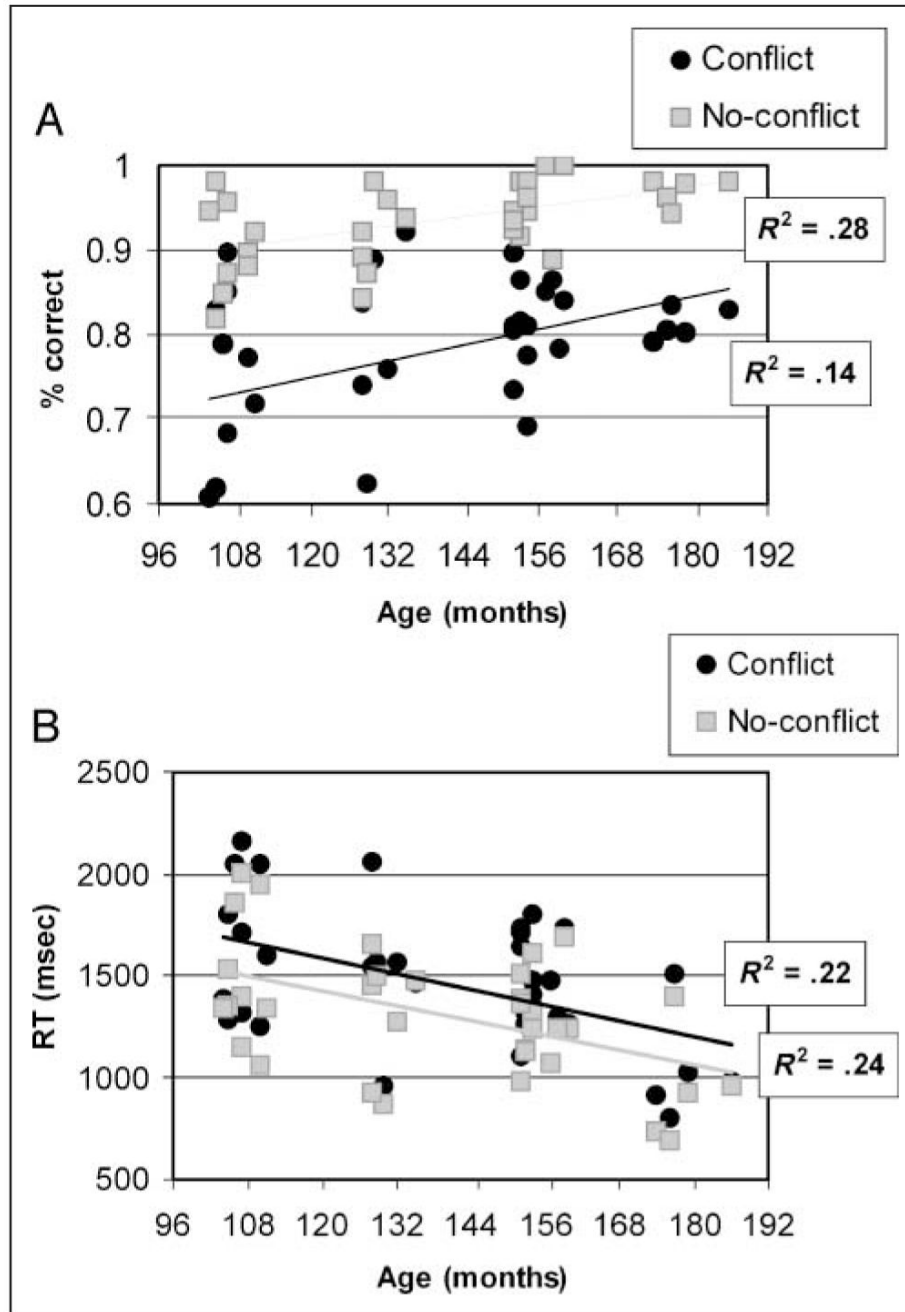 Conflict
No-conflict
A
1
0.9
0.8
0.7
0.6
% correct
R² = .28
R² = .14
96 108 120 132 144 156 168 180 192
Age (months)
Conflict
No-conflict
B
2500
2000
1500
1000
500
RT (msec)
R² = .22
R² = .24
96 108 120 132 144 156 168 180 192
Age (months)